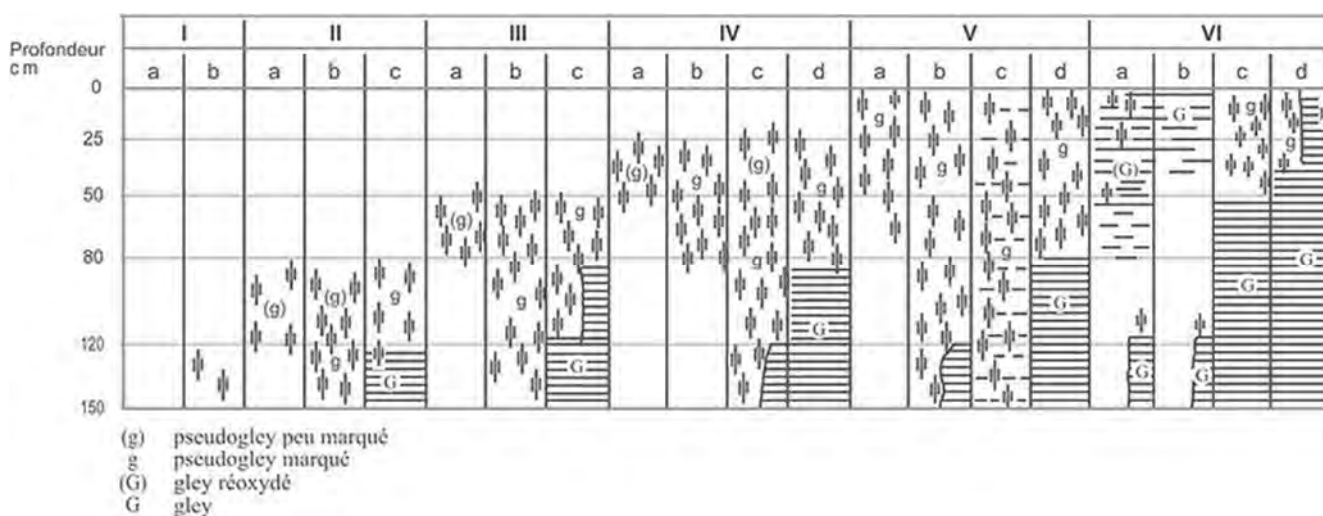 I II III IV V VI
Profondeur
cm
a b a b c a b c a b c d a b c d a b c d
0
g g g G g
(g) (g) g
25
(g) g g g (G)
50
g g
(g)
g
80
g
(g) (g) g g G G
g G
120
G
g G G G
150
(g) pseudogley peu marqué
g pseudogley marqué
(G) gley réoxydé
G gley